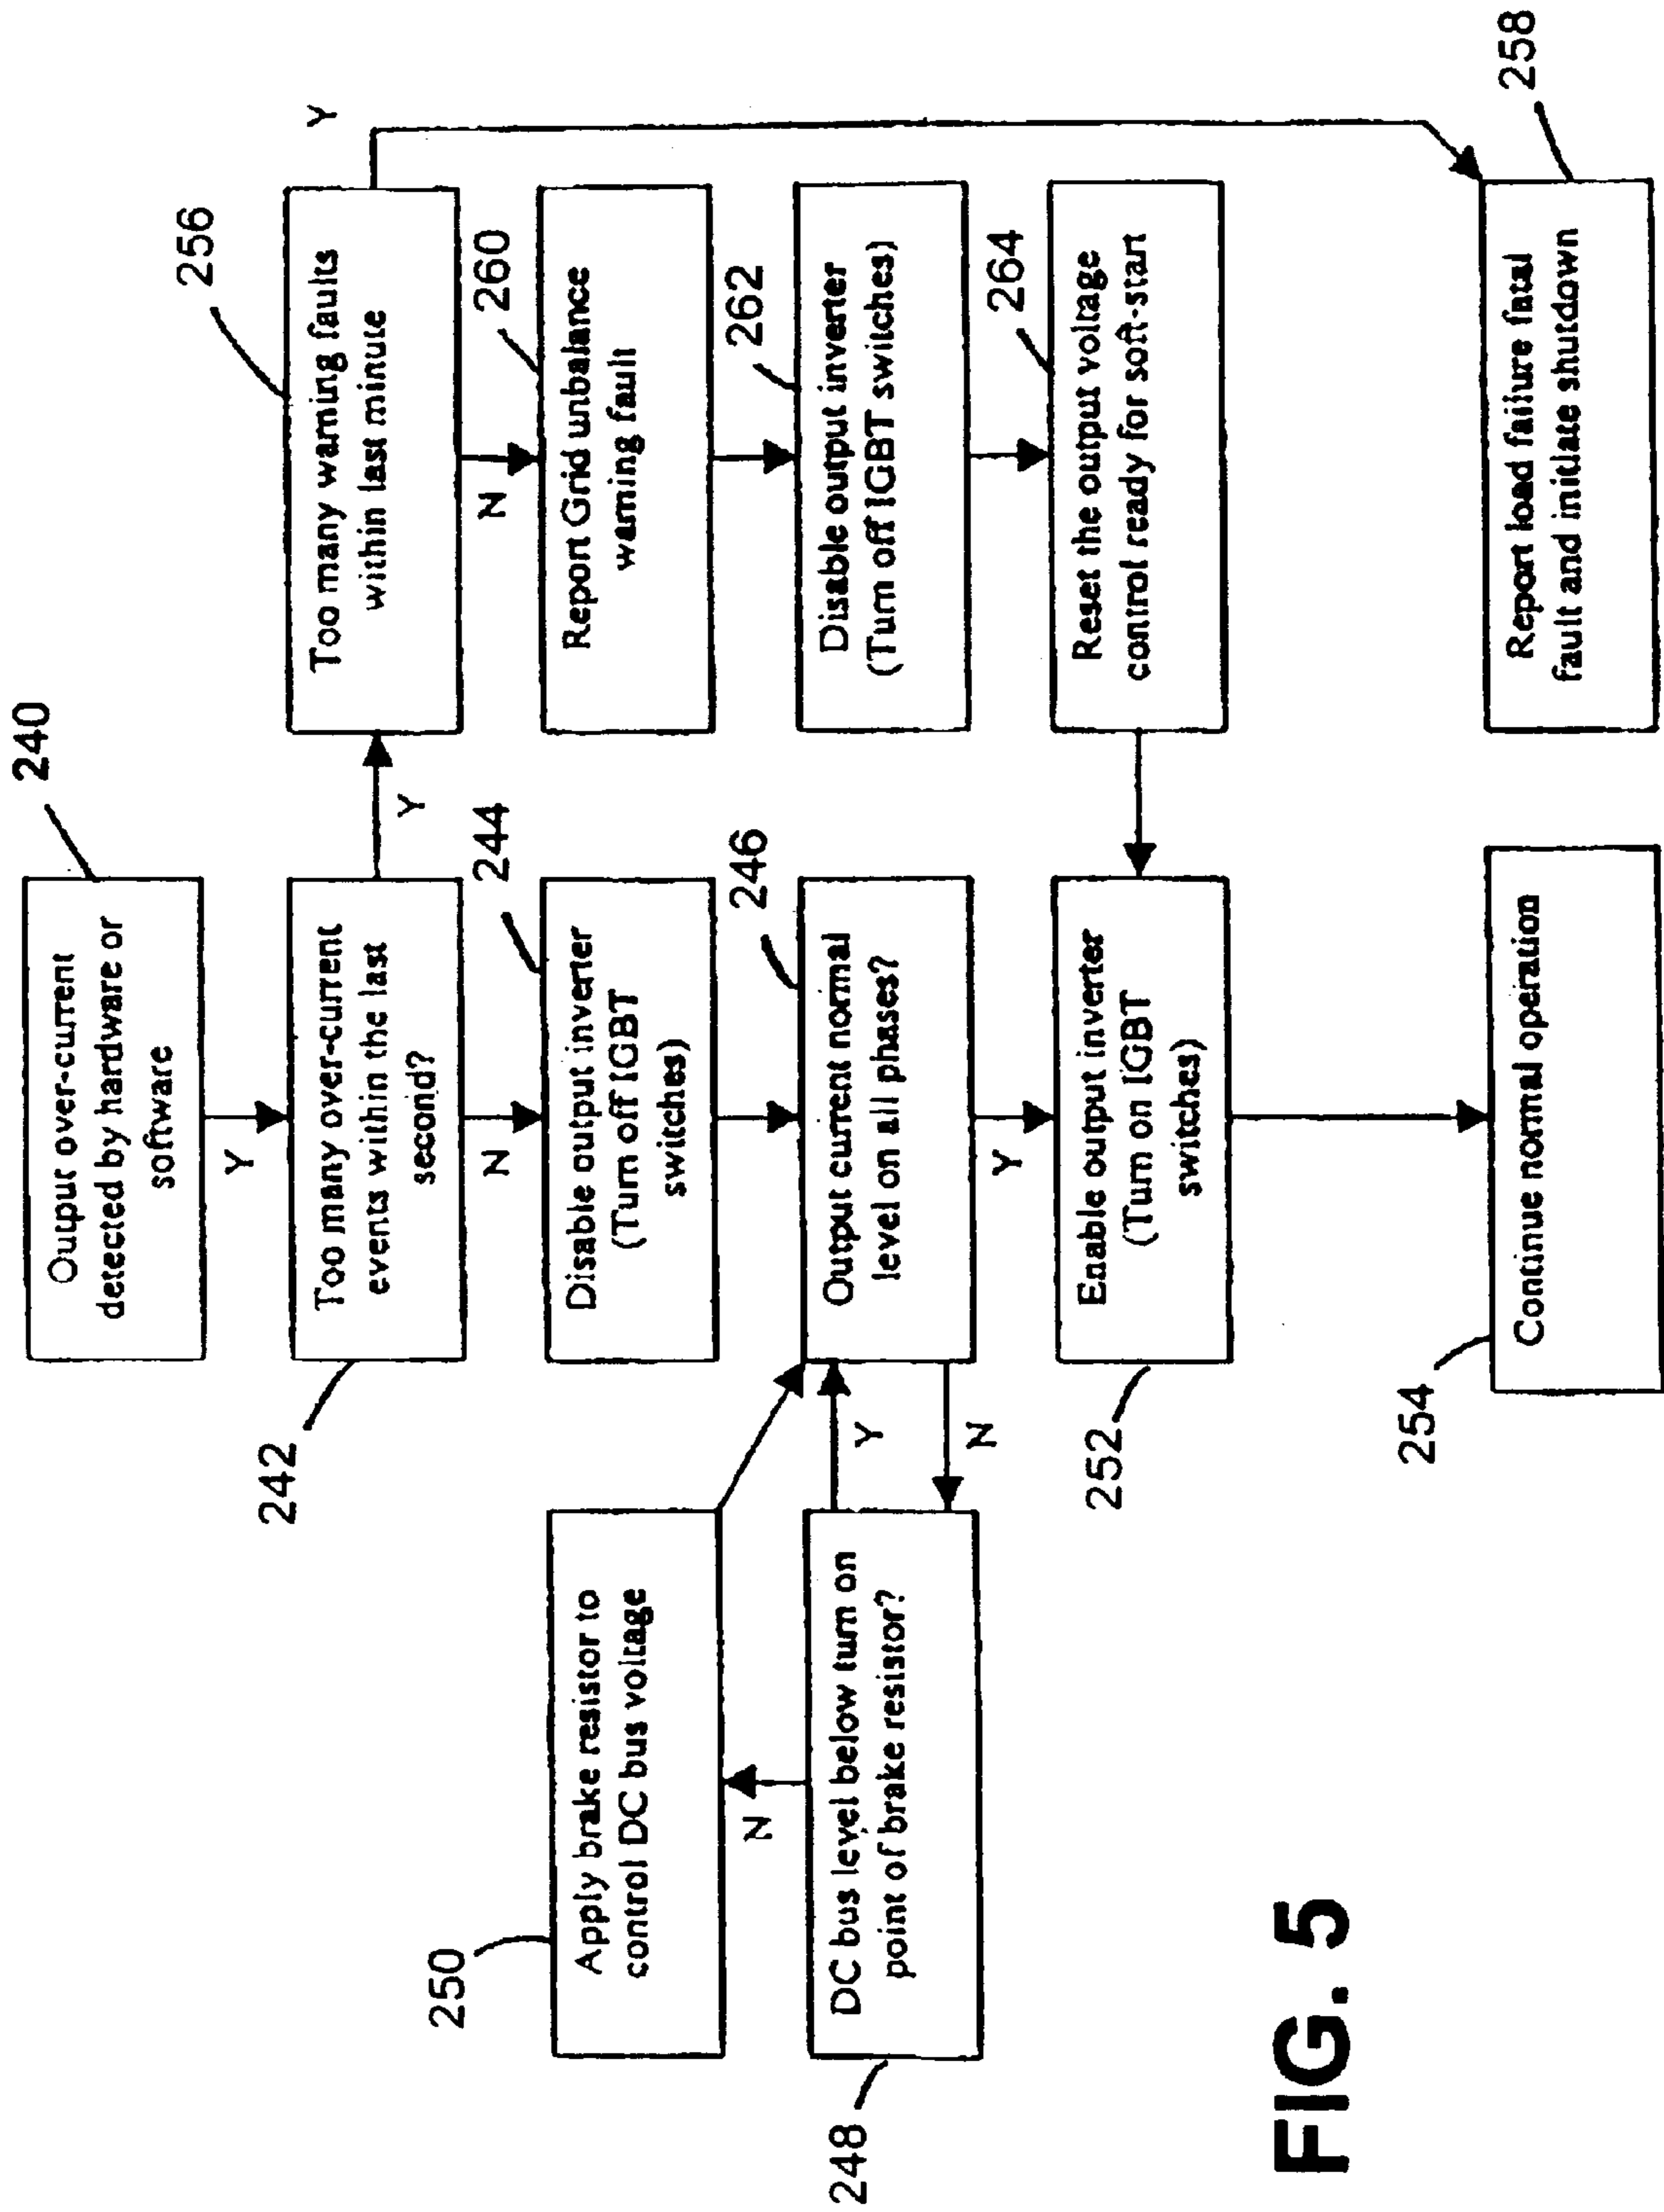 240
Output over-current
detected by hardware or
software
Y
242
Too many over-current
events within the last
second?
Y
N
256
Too many warning faults
within last minute
Y
N
244
Disable output inverter
(Turn off IGBT
switches)
260
Report Grid unbalance
warning fault
250
Apply brake resistor to
control DC bus voltage
N
246
Output current normal
level on all phases?
Y
N
Y
262
Disable output inverter
(Turn off IGBT switches)
248
DC bus level below turn on
point of brake resistor?
252
Enable output inverter
(Turn on IGBT
switches)
264
Reset the output voltage
control ready for soft-start
254
Continue normal operation
258
Report load failure fatal
fault and initiate shutdown
FIG. 5